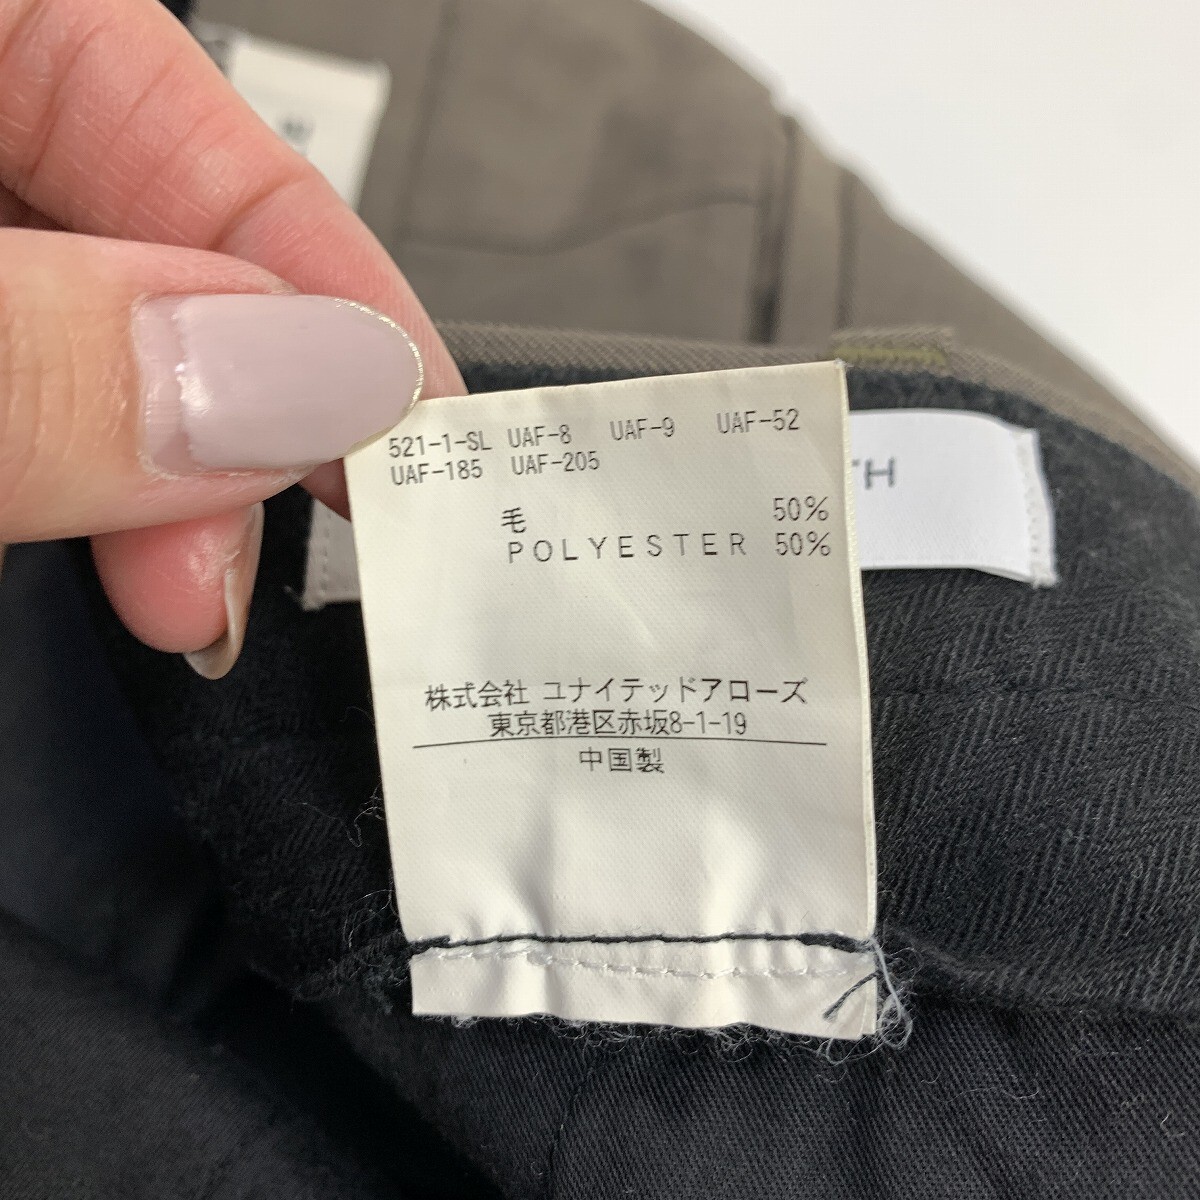 521-1-SL UAF-8 UAF-9 UAF-52
UAF-185 UAF-205
毛 50%
POLYESTER 50%
株式会社 ユナイテッドアローズ
東京都港区赤坂8-1-19
中国製
TH